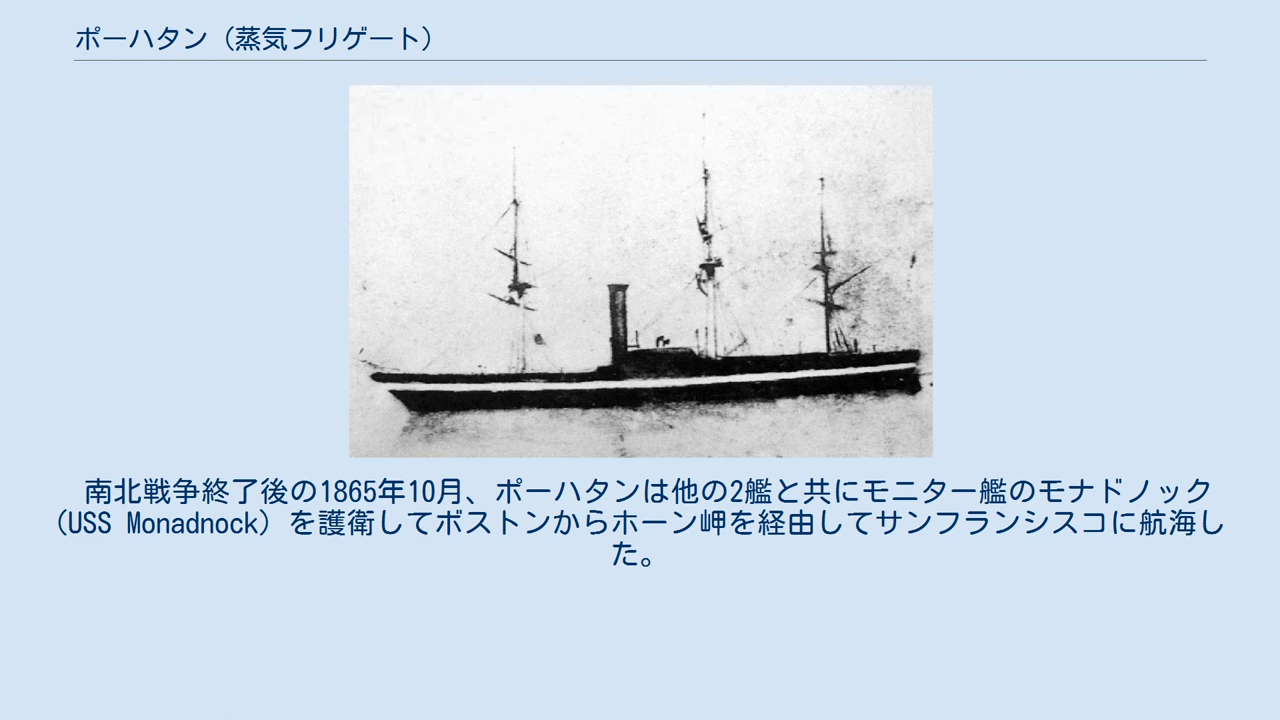 ポーハタン（蒸気フリゲート）
南北戦争終了後の1865年10月、ポーハタンは他の2艦と共にモニター艦のモナドノック
（USS Monadnock）を護衛してボストンからホーン岬を経由してサンフランシスコに航海し
た。